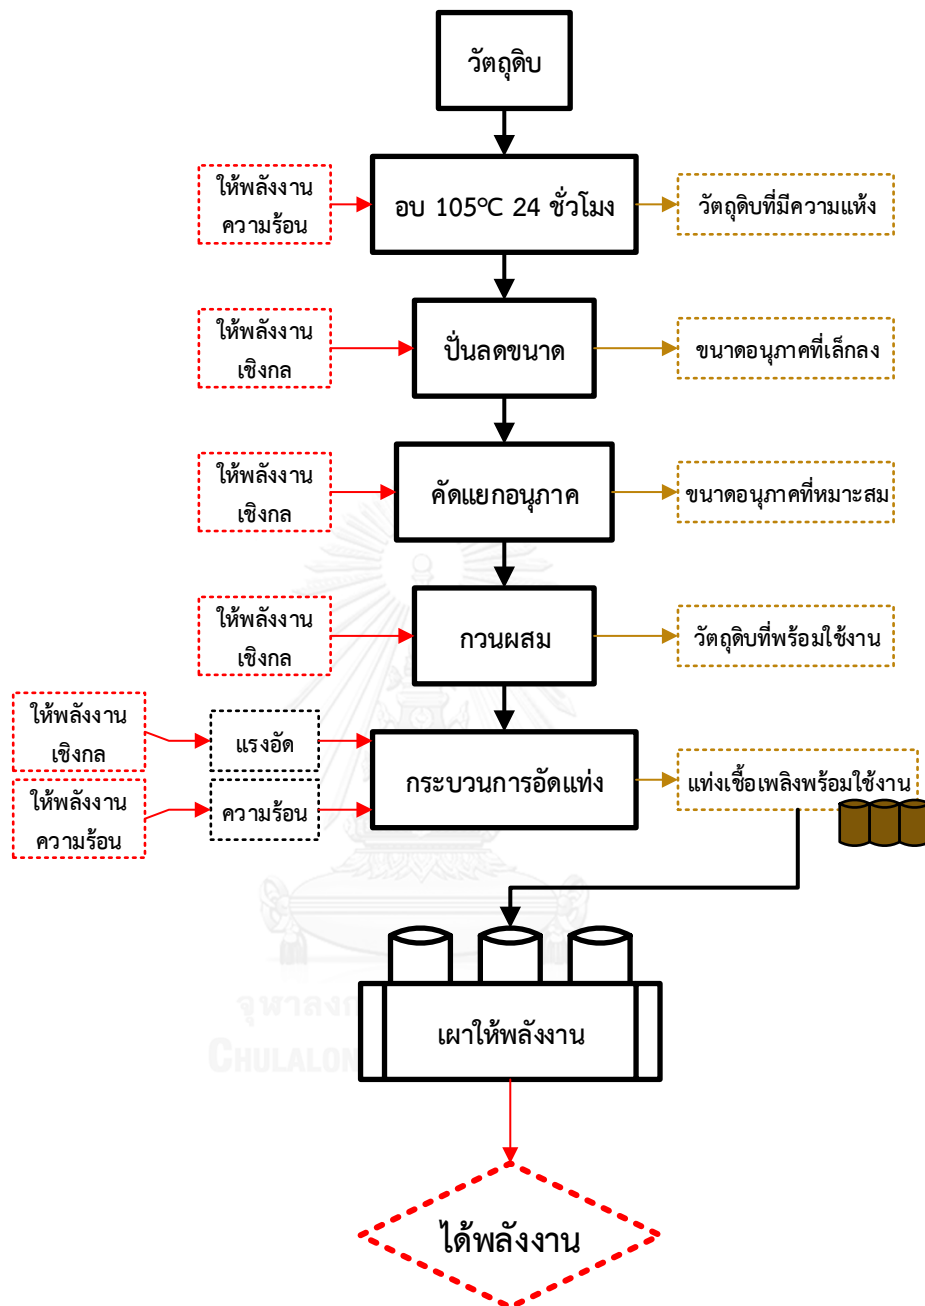 วัตถุดิบ
ให้พลังงาน
ความร้อน
อบ 105°C 24 ชั่วโมง
วัตถุดิบที่มีความแห้ง
ให้พลังงาน
เชิงกล
ปั่นลดขนาด
ขนาดอนุภาคที่เล็กลง
ให้พลังงาน
เชิงกล
คัดแยกอนุภาค
ขนาดอนุภาคที่หมาะสม
ให้พลังงาน
เชิงกล
กวนผสม
วัตถุดิบที่พร้อมใช้งาน
ให้พลังงาน
เชิงกล
แรงอัด
ให้พลังงาน
ความร้อน
ความร้อน
กระบวนการอัดแท่ง
แท่งเชื้อเพลิงพร้อมใช้งาน
จุฬาลงก
CHULALON
เผาให้พลังงาน
ได้พลังงาน